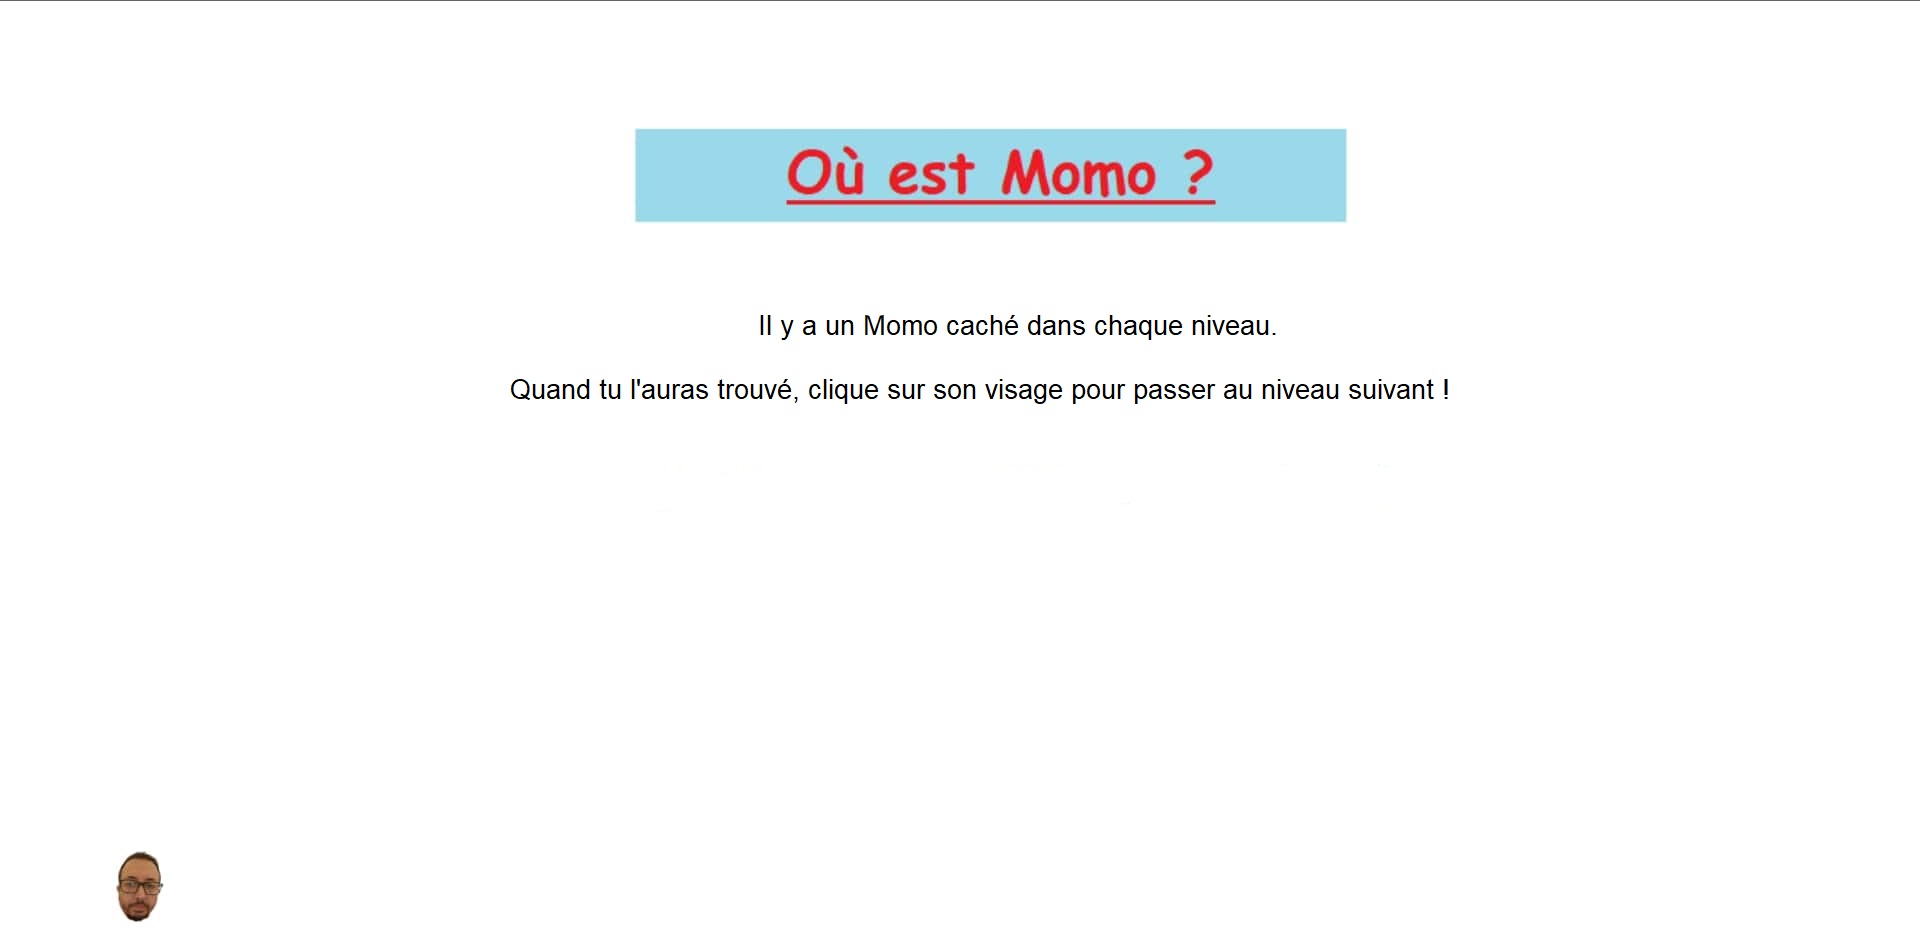 Où est Momo ?
Il y a un Momo caché dans chaque niveau.
Quand tu l'auras trouvé, clique sur son visage pour passer au niveau suivant !